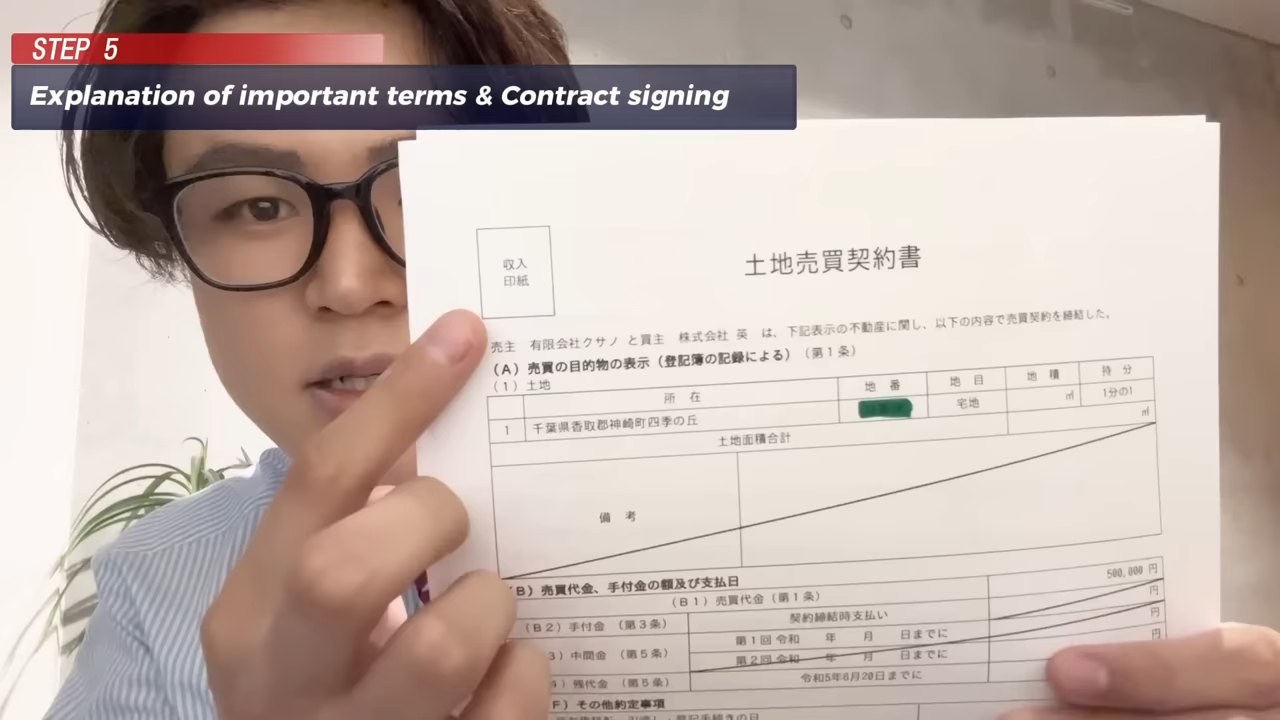 STEP 5
Explanation of important terms & Contract signing
収入
印紙
土地売買契約書
売主 有限会社クサノ と買主 株式会社 英 は、下記表示の不動産に関し、以下の内容で売買契約を締結した。
(A)売買の目的物の表示(登記簿の記録による)(第1条)
(1)土地
所 在 地 番 地 目 地 積 持 分
1 千葉県香取郡神崎町四季の丘 宅地 ㎡ 1分の1
土地面積合計 ㎡
備 考
(B)売買代金、手付金の額及び支払日
(B1)売買代金(第1条) 500,000 円
(B2)手付金 (第3条) 契約締結時支払い 円
3)中間金 (第5条) 第1回 令和 年 月 日までに 円
第2回 令和 年 月 日までに 円
)残代金 (第5条) 令和5年6月20日までに
F)その他約定事項